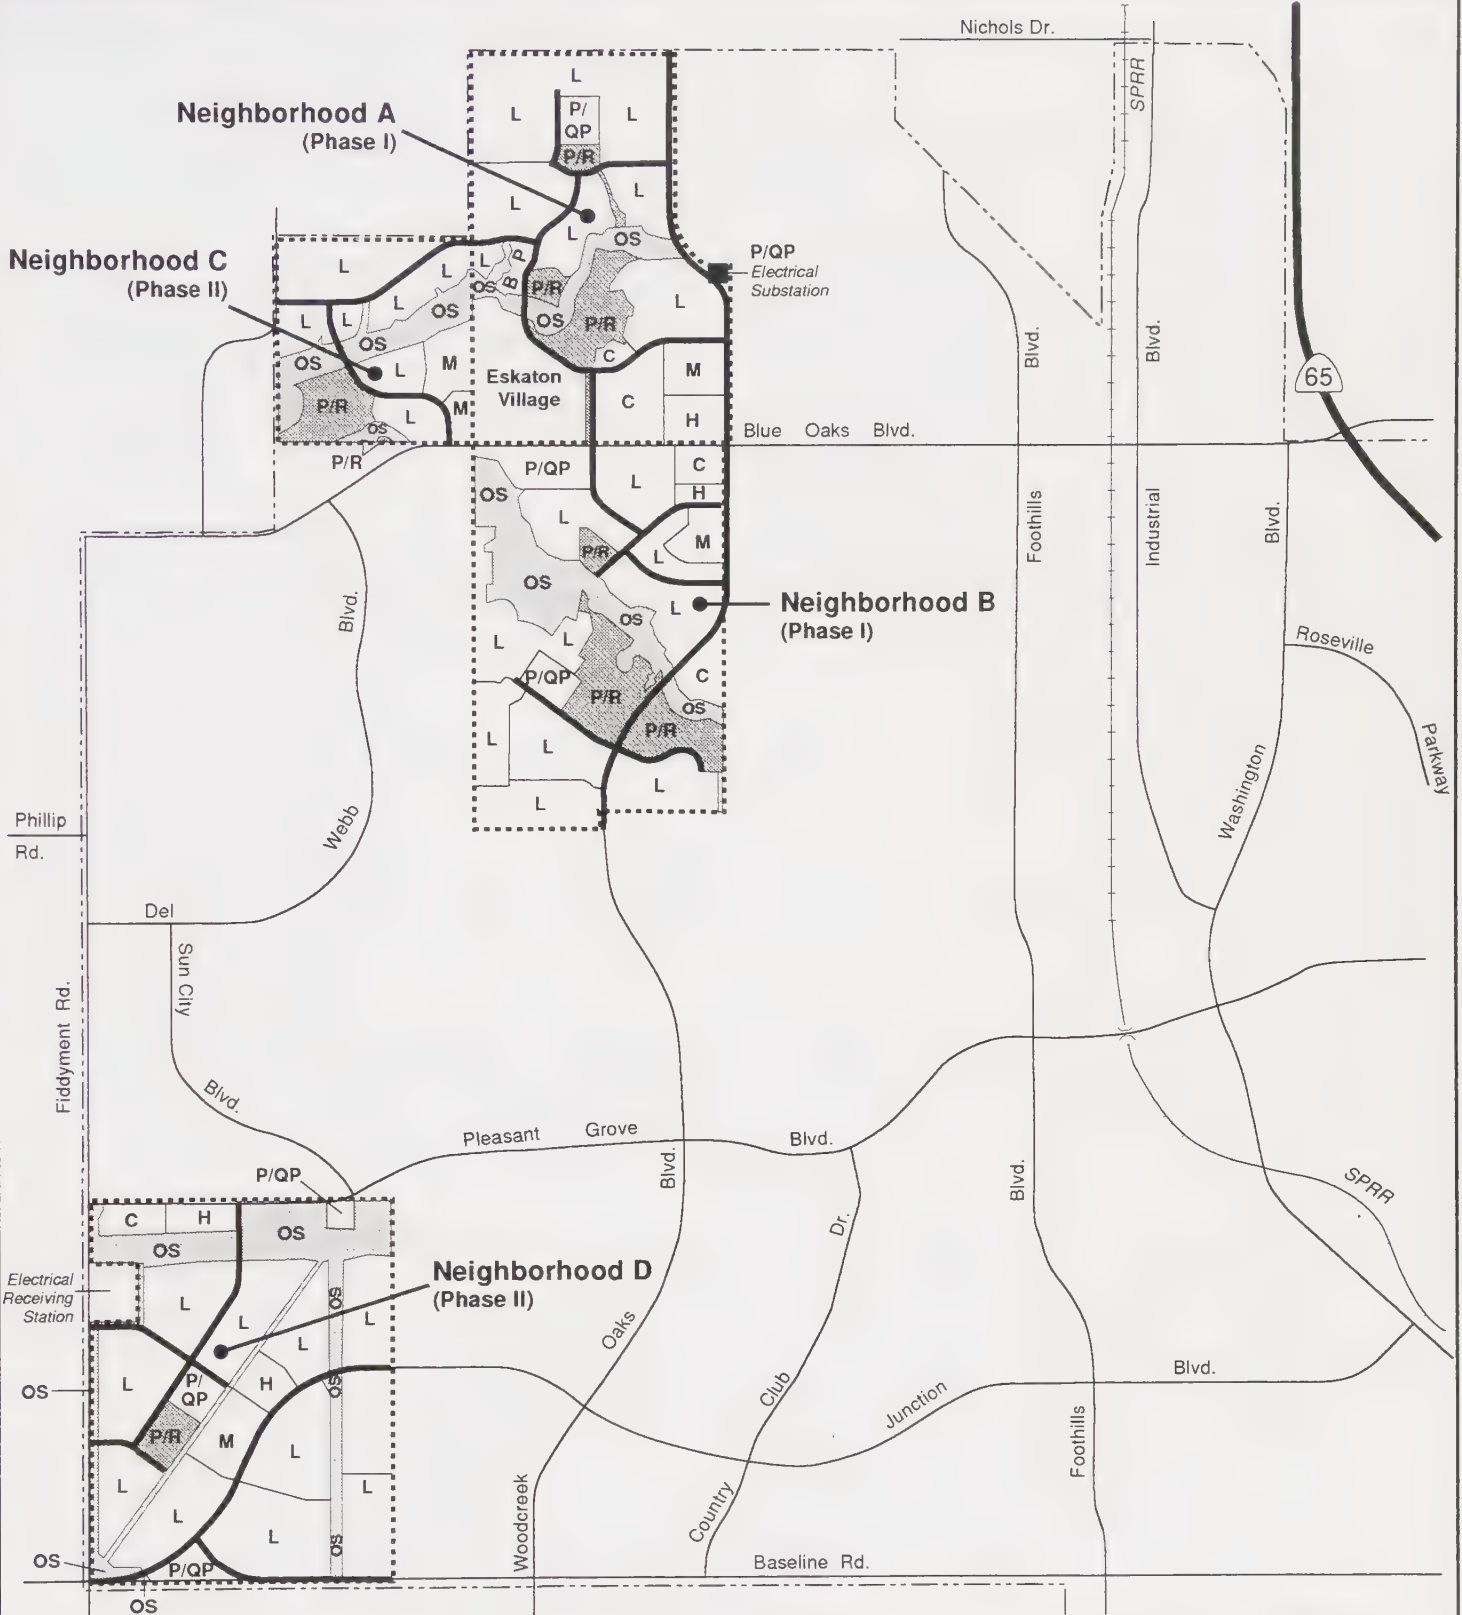 Nichols Dr.
SPRR
L
Neighborhood A
(Phase I)
L
P/
QP
L
P/R
L
L
L
OS
P/QP
Electrical
Substation
Neighborhood C
(Phase II)
L
L
L
B P
OS
P/R
L
L
OS
L
L
OS
P/R
OS
OS
L
M
C
M
Eskaton
Village
P/R
L
M
C
H
OS
P/R
Blue Oaks Blvd.
Blvd.
Blvd.
65
P/QP
L
C
H
OS
L
P/R
L
M
OS
Foothills
Industrial
Blvd.
L
Neighborhood B
(Phase I)
OS
L
L
P/QP
P/R
C
OS
P/R
L
L
L
L
Roseville
Parkway
Washington
Blvd.
Webb
Del
Phillip
Rd.
Sun City
Blvd.
Fiddyment Rd.
Pleasant Grove Blvd.
Blvd.
Blvd.
Dr.
SPRR
P/QP
C
H
OS
OS
Electrical
Receiving
Station
Neighborhood D
(Phase II)
L
L
OS
L
L
OS
L
P/
QP
H
OS
P/R
M
L
L
L
L
L
OS
OS
P/QP
OS
Oaks
Woodcreek
Club
Country
Junction
Blvd.
Foothills
Baseline Rd.